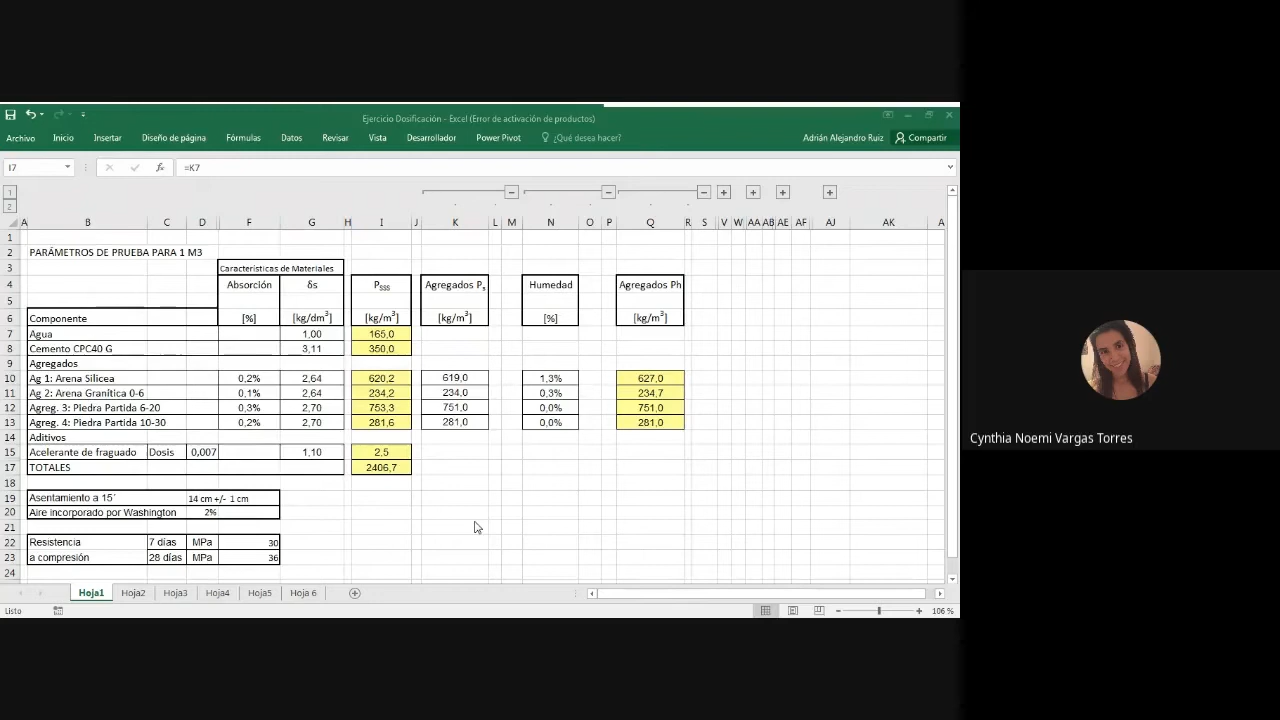 Ejercicio Dosificación - Excel (Error de activación de productos)
Archivo Inicio Insertar Diseño de página Fórmulas Datos Revisar Vista Desarrollador Power Pivot ¿Qué desea hacer? Adrián Alejandro Ruiz Compartir
I7 fx =K7
1
2
A B C D F G H I J K L M N O P Q R S V W AA AB AE AF AJ AK A
1
2 PARÁMETROS DE PRUEBA PARA 1 M3
3 Características de Materiales
4 Absorción δs PSSS Agregados Ps Humedad Agregados Ph
5
6 Componente [%] [kg/dm³] [kg/m³] [kg/m³] [%] [kg/m³]
7 Agua 1,00 165,0
8 Cemento CPC40 G 3,11 350,0
9 Agregados
10 Ag 1: Arena Silicea 0,2% 2,64 620,2 619,0 1,3% 627,0
11 Ag 2: Arena Granítica 0-6 0,1% 2,64 234,2 234,0 0,3% 234,7
12 Agreg. 3: Piedra Partida 6-20 0,3% 2,70 753,3 751,0 0,0% 751,0
13 Agreg. 4: Piedra Partida 10-30 0,2% 2,70 281,6 281,0 0,0% 281,0
14 Aditivos
15 Acelerante de fraguado Dosis 0,007 1,10 2,5
17 TOTALES 2406,7
18
19 Asentamiento a 15´ 14 cm +/- 1 cm
20 Aire incorporado por Washington 2%
21
22 Resistencia 7 días MPa 30
23 a compresión 28 días MPa 36
24
Hoja1 Hoja2 Hoja3 Hoja4 Hoja5 Hoja 6
Listo 106 %
Cynthia Noemi Vargas Torres